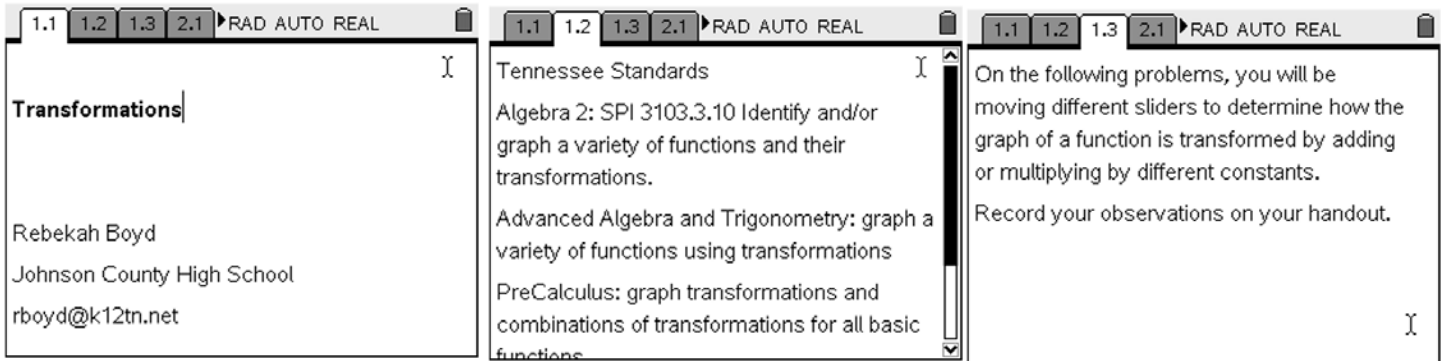 1.1 1.2 1.3 2.1 RAD AUTO REAL
Transformations
Rebekah Boyd
Johnson County High School
rboyd@k12tn.net
1.1 1.2 1.3 2.1 RAD AUTO REAL
Tennessee Standards
Algebra 2: SPI 3103.3.10 Identify and/or
graph a variety of functions and their
transformations.
Advanced Algebra and Trigonometry: graph a
variety of functions using transformations
PreCalculus: graph transformations and
combinations of transformations for all basic
functions
1.1 1.2 1.3 2.1 RAD AUTO REAL
On the following problems, you will be
moving different sliders to determine how the
graph of a function is transformed by adding
or multiplying by different constants.
Record your observations on your handout.